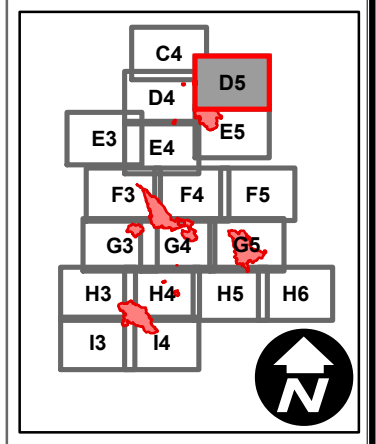 C4
D5
D4
E3 E4 E5
F3 F4 F5
G3 G4 G5
H3 H4 H5 H6
I3 I4
N